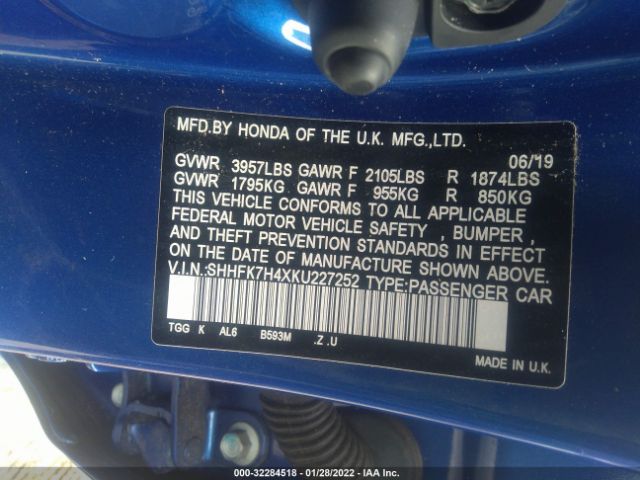 MFD.BY HONDA OF THE U.K. MFG.,LTD.
06/19
GVWR 3957LBS GAWR F 2105LBS R 1874LBS
GVWR 1795KG GAWR F 955KG R 850KG
THIS VEHICLE CONFORMS TO ALL APPLICABLE
FEDERAL MOTOR VEHICLE SAFETY , BUMPER ,
AND THEFT PREVENTION STANDARDS IN EFFECT
ON THE DATE OF MANUFACTURE SHOWN ABOVE.
V.I.N.:SHHFK7H4XKU227252 TYPE:PASSENGER CAR
TGG K AL6 B593M .Z .U
MADE IN U.K.
000-32284518 | 01/28/2022 | IAA Inc.